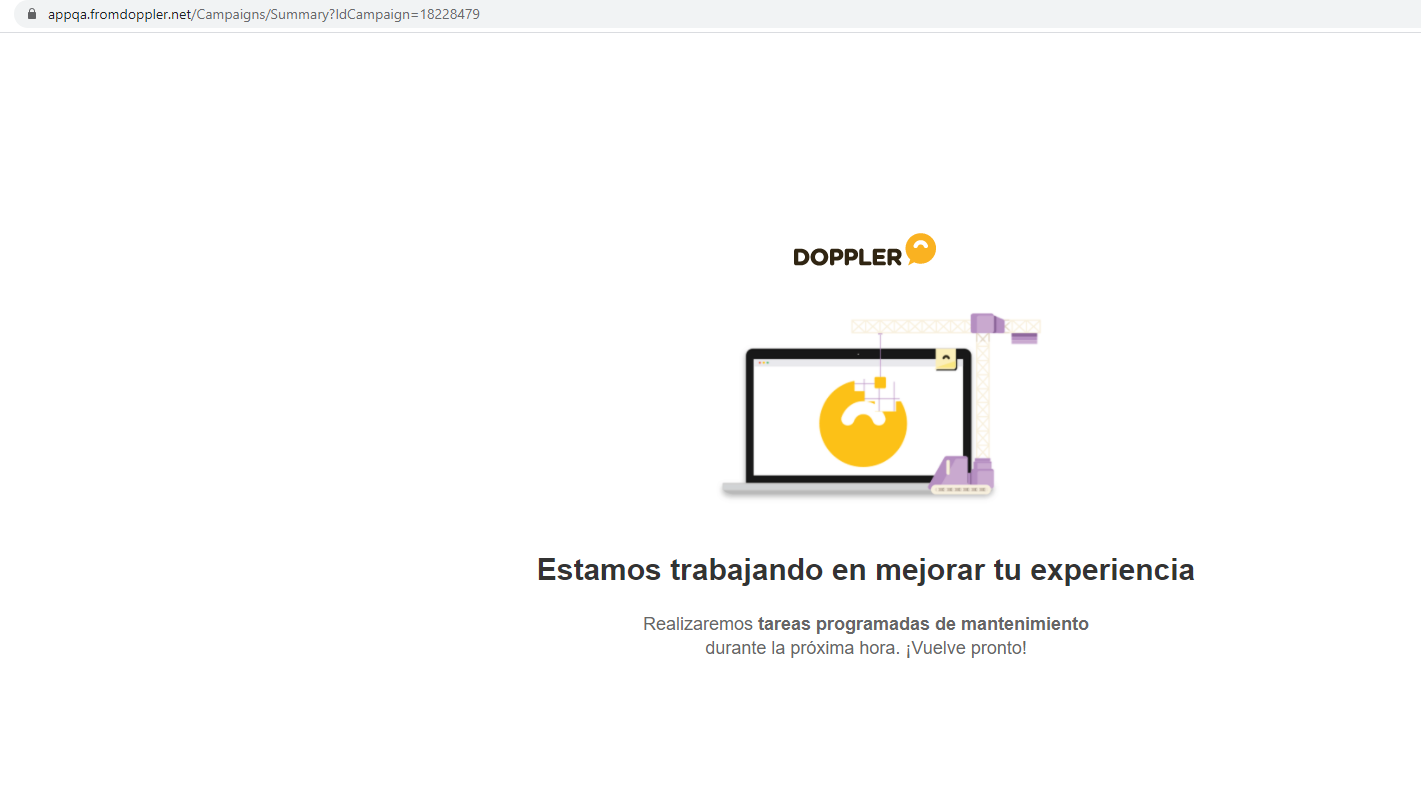 appqa.fromdoppler.net/Campaigns/Summary?IdCampaign=18228479
DOPPLER
Estamos trabajando en mejorar tu experiencia
Realizaremos tareas programadas de mantenimiento
durante la próxima hora. ¡Vuelve pronto!